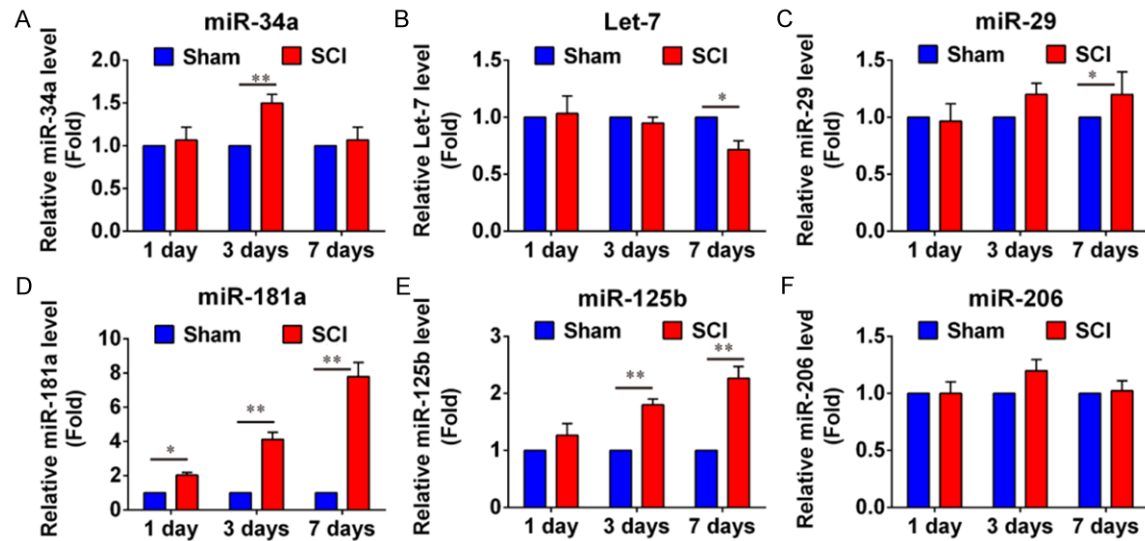 A
miR-34a
Sham SCI
Relative miR-34a level
(Fold)
2.0
1.5
1.0
0.5
0.0
**
1 day 3 days 7 days
B
Let-7
Sham SCI
Relative Let-7 level
(Fold)
1.5
1.0
0.5
0.0
*
1 day 3 days 7 days
C
miR-29
Sham SCI
Relative miR-29 level
(Fold)
1.5
1.0
0.5
0.0
*
1 day 3 days 7 days
D
miR-181a
Sham SCI
Relative miR-181a level
(Fold)
10
8
6
4
2
0
*
**
**
1 day 3 days 7 days
E
miR-125b
Sham SCI
Relative miR-125b level
(Fold)
3
2
1
0
**
**
1 day 3 days 7 days
F
miR-206
Sham SCI
Relative miR-206 levd
(Fold)
1.5
1.0
0.5
0.0
1 day 3 days 7 days